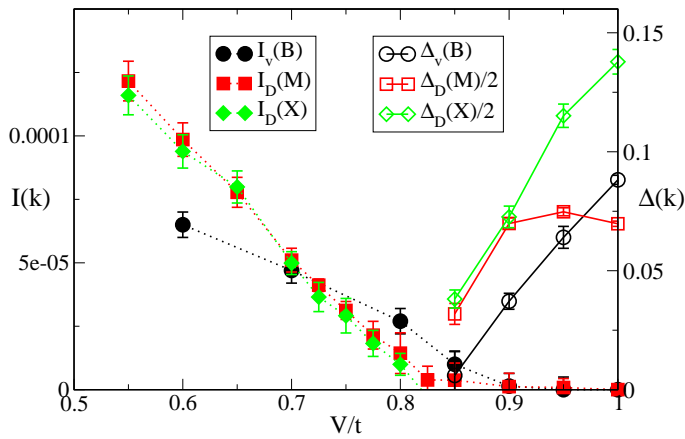 0.15
I_v(B)
Δ_v(B)
I_D(M)
Δ_D(M)/2
I_D(X)
Δ_D(X)/2
0.0001
0.1
I(k)
Δ(k)
5e-05
0.05
0
0
0.5 0.6 0.7 0.8 0.9 1
V/t